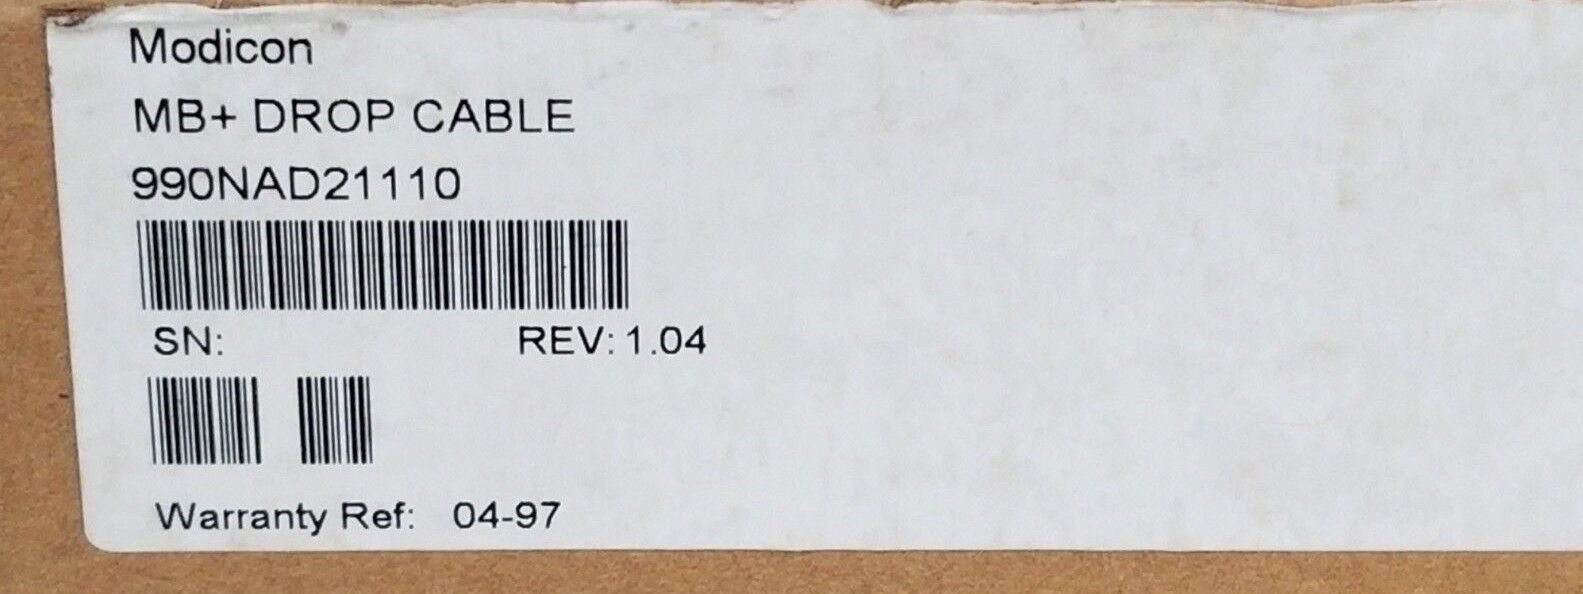 Modicon
MB+ DROP CABLE
990NAD21110
SN: REV: 1.04
Warranty Ref: 04-97